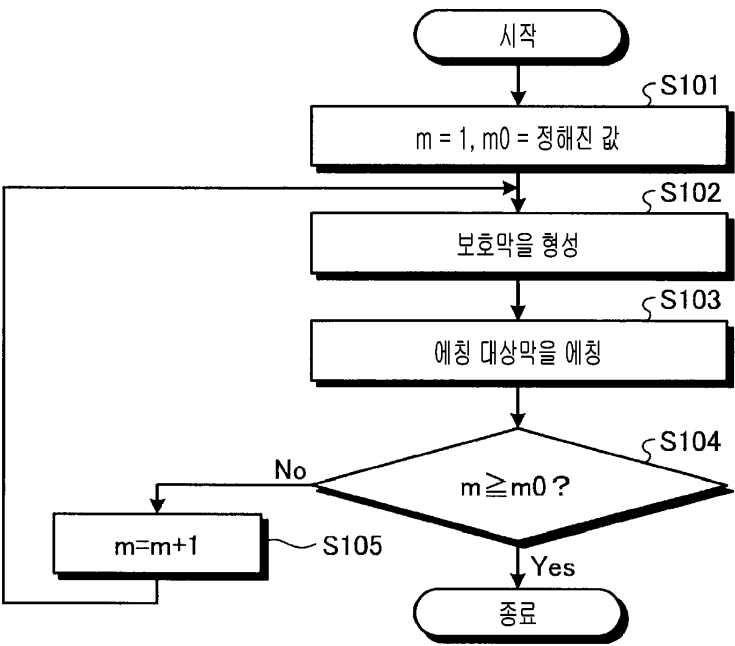 시작
S101
m = 1, m0 = 정해진 값
S102
보호막을 형성
S103
에칭 대상막을 에칭
S104
m≧m0?
No
m=m+1
S105
Yes
종료